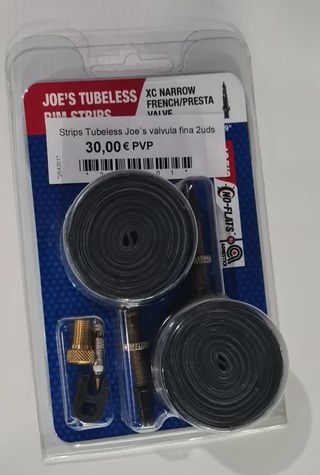 JOE'S TUBELESS
RIM STRIPS
XC NARROW
FRENCH/PRESTA
VALVE
Strips Tubeless Joe´s valvula fina 2uds
30,00 € PVP
NO-FLATS